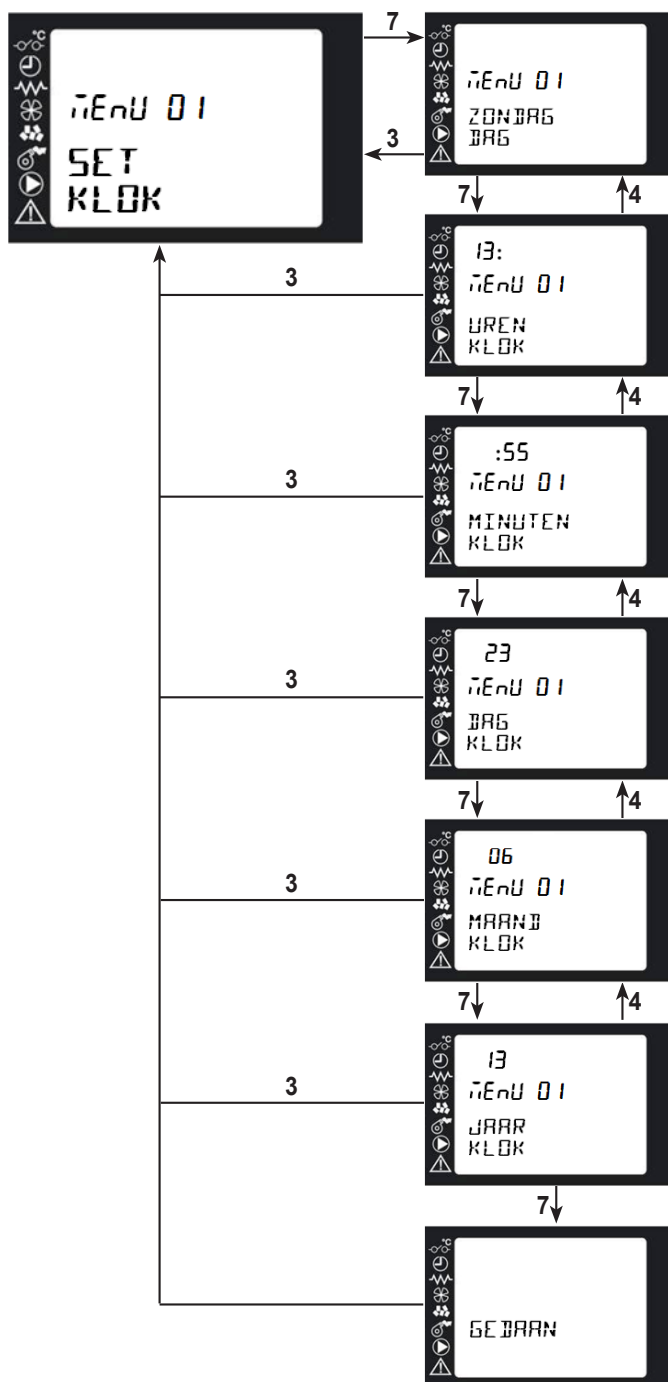 MEnU 01
SET
KLOK
7
3
°C
MEnU 01
ZONDAG
DAG
7
4
13:
MEnU 01
UREN
KLOK
3
7
4
:55
MEnU 01
MINUTEN
KLOK
3
7
4
23
MEnU 01
DAG
KLOK
3
7
4
06
MEnU 01
MAAND
KLOK
3
7
4
13
MEnU 01
JAAR
KLOK
3
7
GEDAAN